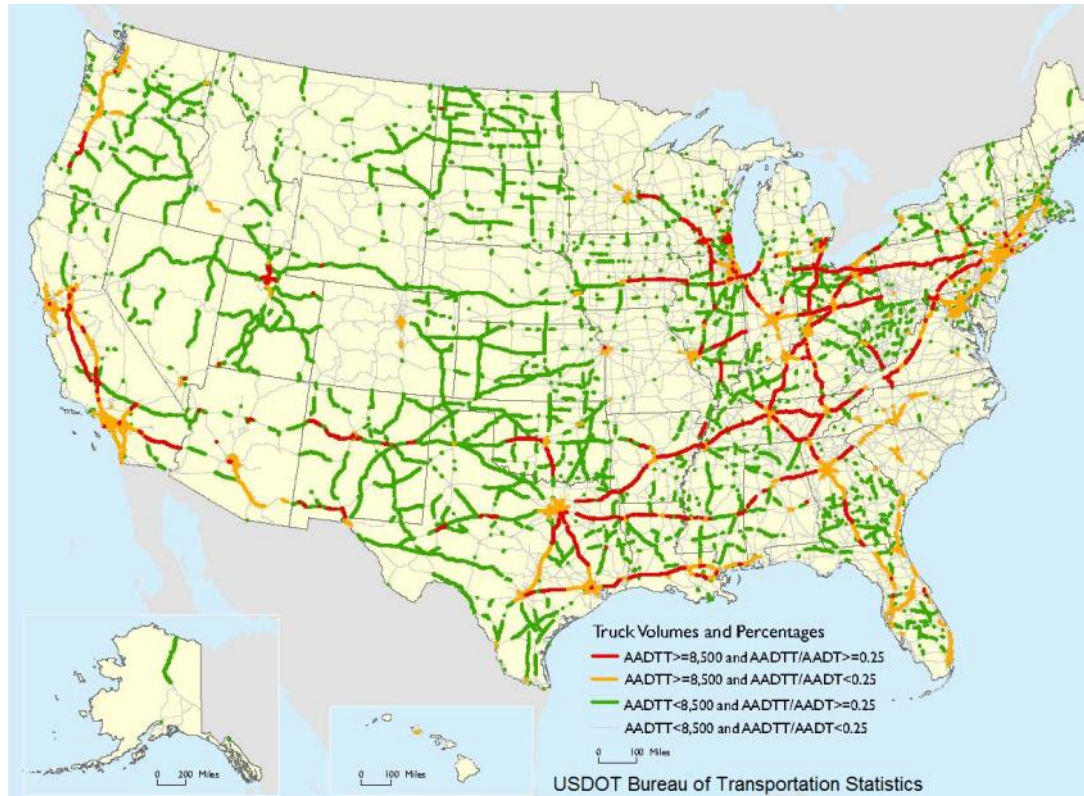 Truck Volumes and Percentages
AADTT>=8,500 and AADTT/AADT>=0.25
AADTT>=8,500 and AADTT/AADT<0.25
AADTT<8,500 and AADTT/AADT>=0.25
AADTT<8,500 and AADTT/AADT<0.25
0 100 Miles
0 200 Miles
0 100 Miles
USDOT Bureau of Transportation Statistics